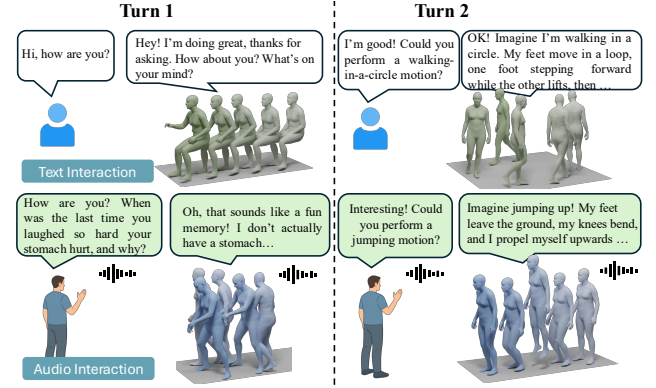 Turn 1
Turn 2
Hi, how are you?
Hey! I'm doing great, thanks for
asking. How about you? What's on
your mind?
I'm good! Could you
perform a walking-
in-a-circle motion?
OK! Imagine I'm walking in a
circle. My feet move in a loop,
one foot stepping forward
while the other lifts, then …
Text Interaction
How are you? When
was the last time you
laughed so hard your
stomach hurt, and why?
Oh, that sounds like a fun
memory! I don't actually
have a stomach…
Interesting! Could
you perform a
jumping motion?
Imagine jumping up! My feet
leave the ground, my knees bend,
and I propel myself upwards …
Audio Interaction